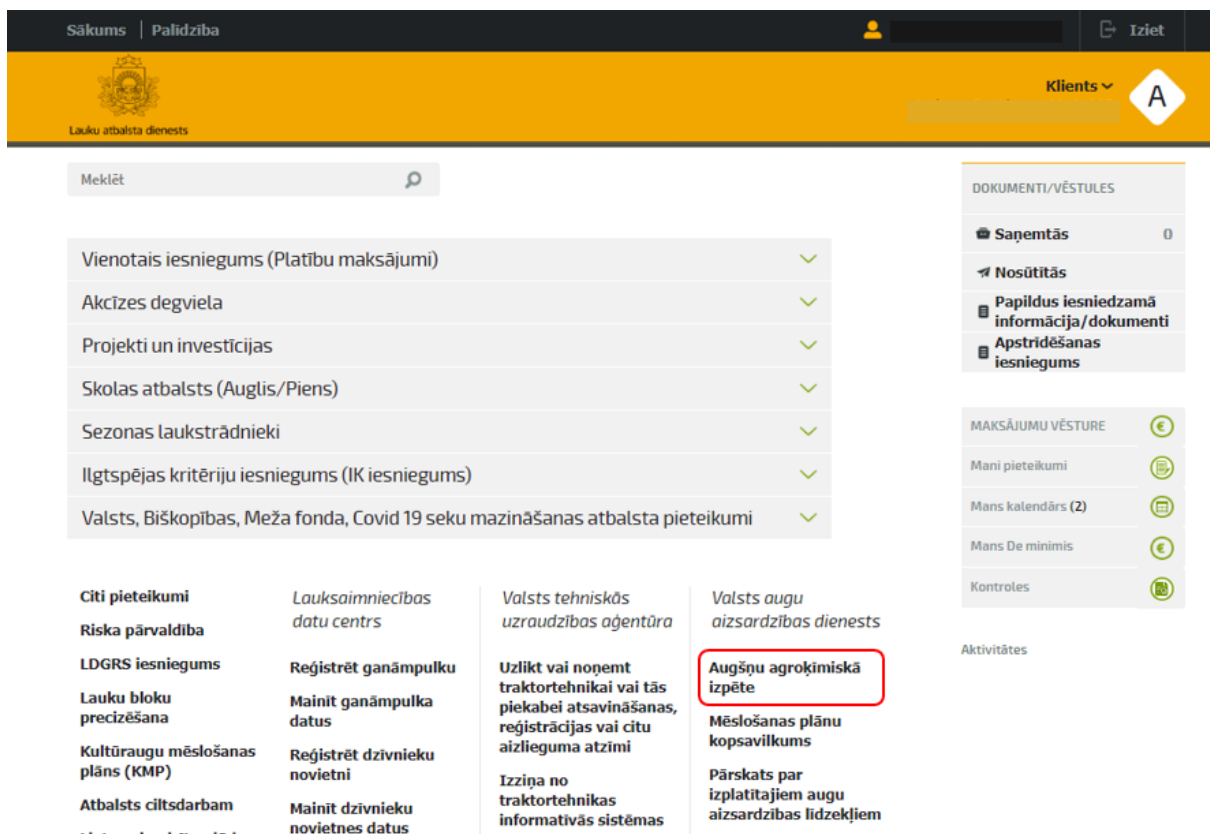 Sākums
Palīdzība
Iziet
Lauku atbalsta dienests
Klients
A
Meklēt
Vienotais iesniegums (Platību maksājumi)
Akcīzes degviela
Projekti un investīcijas
Skolas atbalsts (Auglis/Piens)
Sezonas laukstrādnieki
Ilgtspējas kritēriju iesniegums (IK iesniegums)
Valsts, Biškopības, Meža fonda, Covid 19 seku mazināšanas atbalsta pieteikumi
DOKUMENTI/VĒSTULES
Saņemtās 0
Nosūtītās
Papildus iesniedzamā
informācija/dokumenti
Apstrīdēšanas
iesniegums
MAKSĀJUMU VĒSTURE
Mani pieteikumi
Mans kalendārs (2)
Mans De minimis
Kontroles
Aktivitātes
Citi pieteikumi
Riska pārvaldība
LDGRS iesniegums
Lauku bloku
precizēšana
Kultūraugu mēslošanas
plāns (KMP)
Atbalsts ciltsdarbam
Lauksaimniecības
datu centrs
Reģistrēt ganāmpulku
Mainīt ganāmpulka
datus
Reģistrēt dzīvnieku
novietni
Mainīt dzīvnieku
novietnes datus
Valsts tehniskās
uzraudzības aģentūra
Uzlikt vai noņemt
traktortehnikai vai tās
piekabei atsavināšanas,
reģistrācijas vai citu
aizlieguma atzīmi
Izziņa no
traktortehnikas
informatīvās sistēmas
Valsts augu
aizsardzības dienests
Augšņu agroķīmiskā
izpēte
Mēslošanas plānu
kopsavilkums
Pārskats par
izplatītajiem augu
aizsardzības līdzekļiem